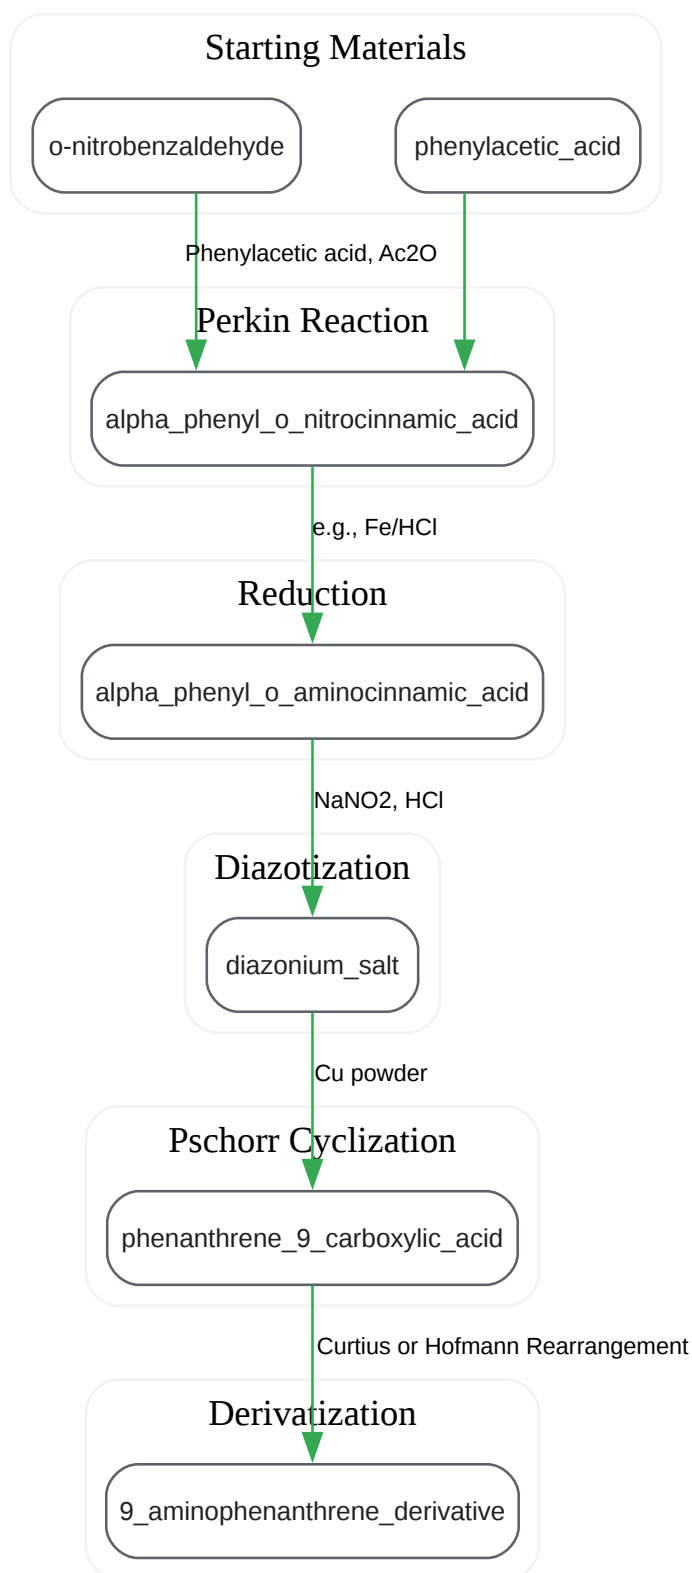 Starting Materials
o-nitrobenzaldehyde
phenylacetic_acid
Phenylacetic acid, Ac2O
Perkin Reaction
alpha_phenyl_o_nitrocinnamic_acid
e.g., Fe/HCl
Reduction
alpha_phenyl_o_aminocinnamic_acid
NaNO2, HCl
Diazotization
diazonium_salt
Cu powder
Pschorr Cyclization
phenanthrene_9_carboxylic_acid
Curtius or Hofmann Rearrangement
Derivatization
9_aminophenanthrene_derivative